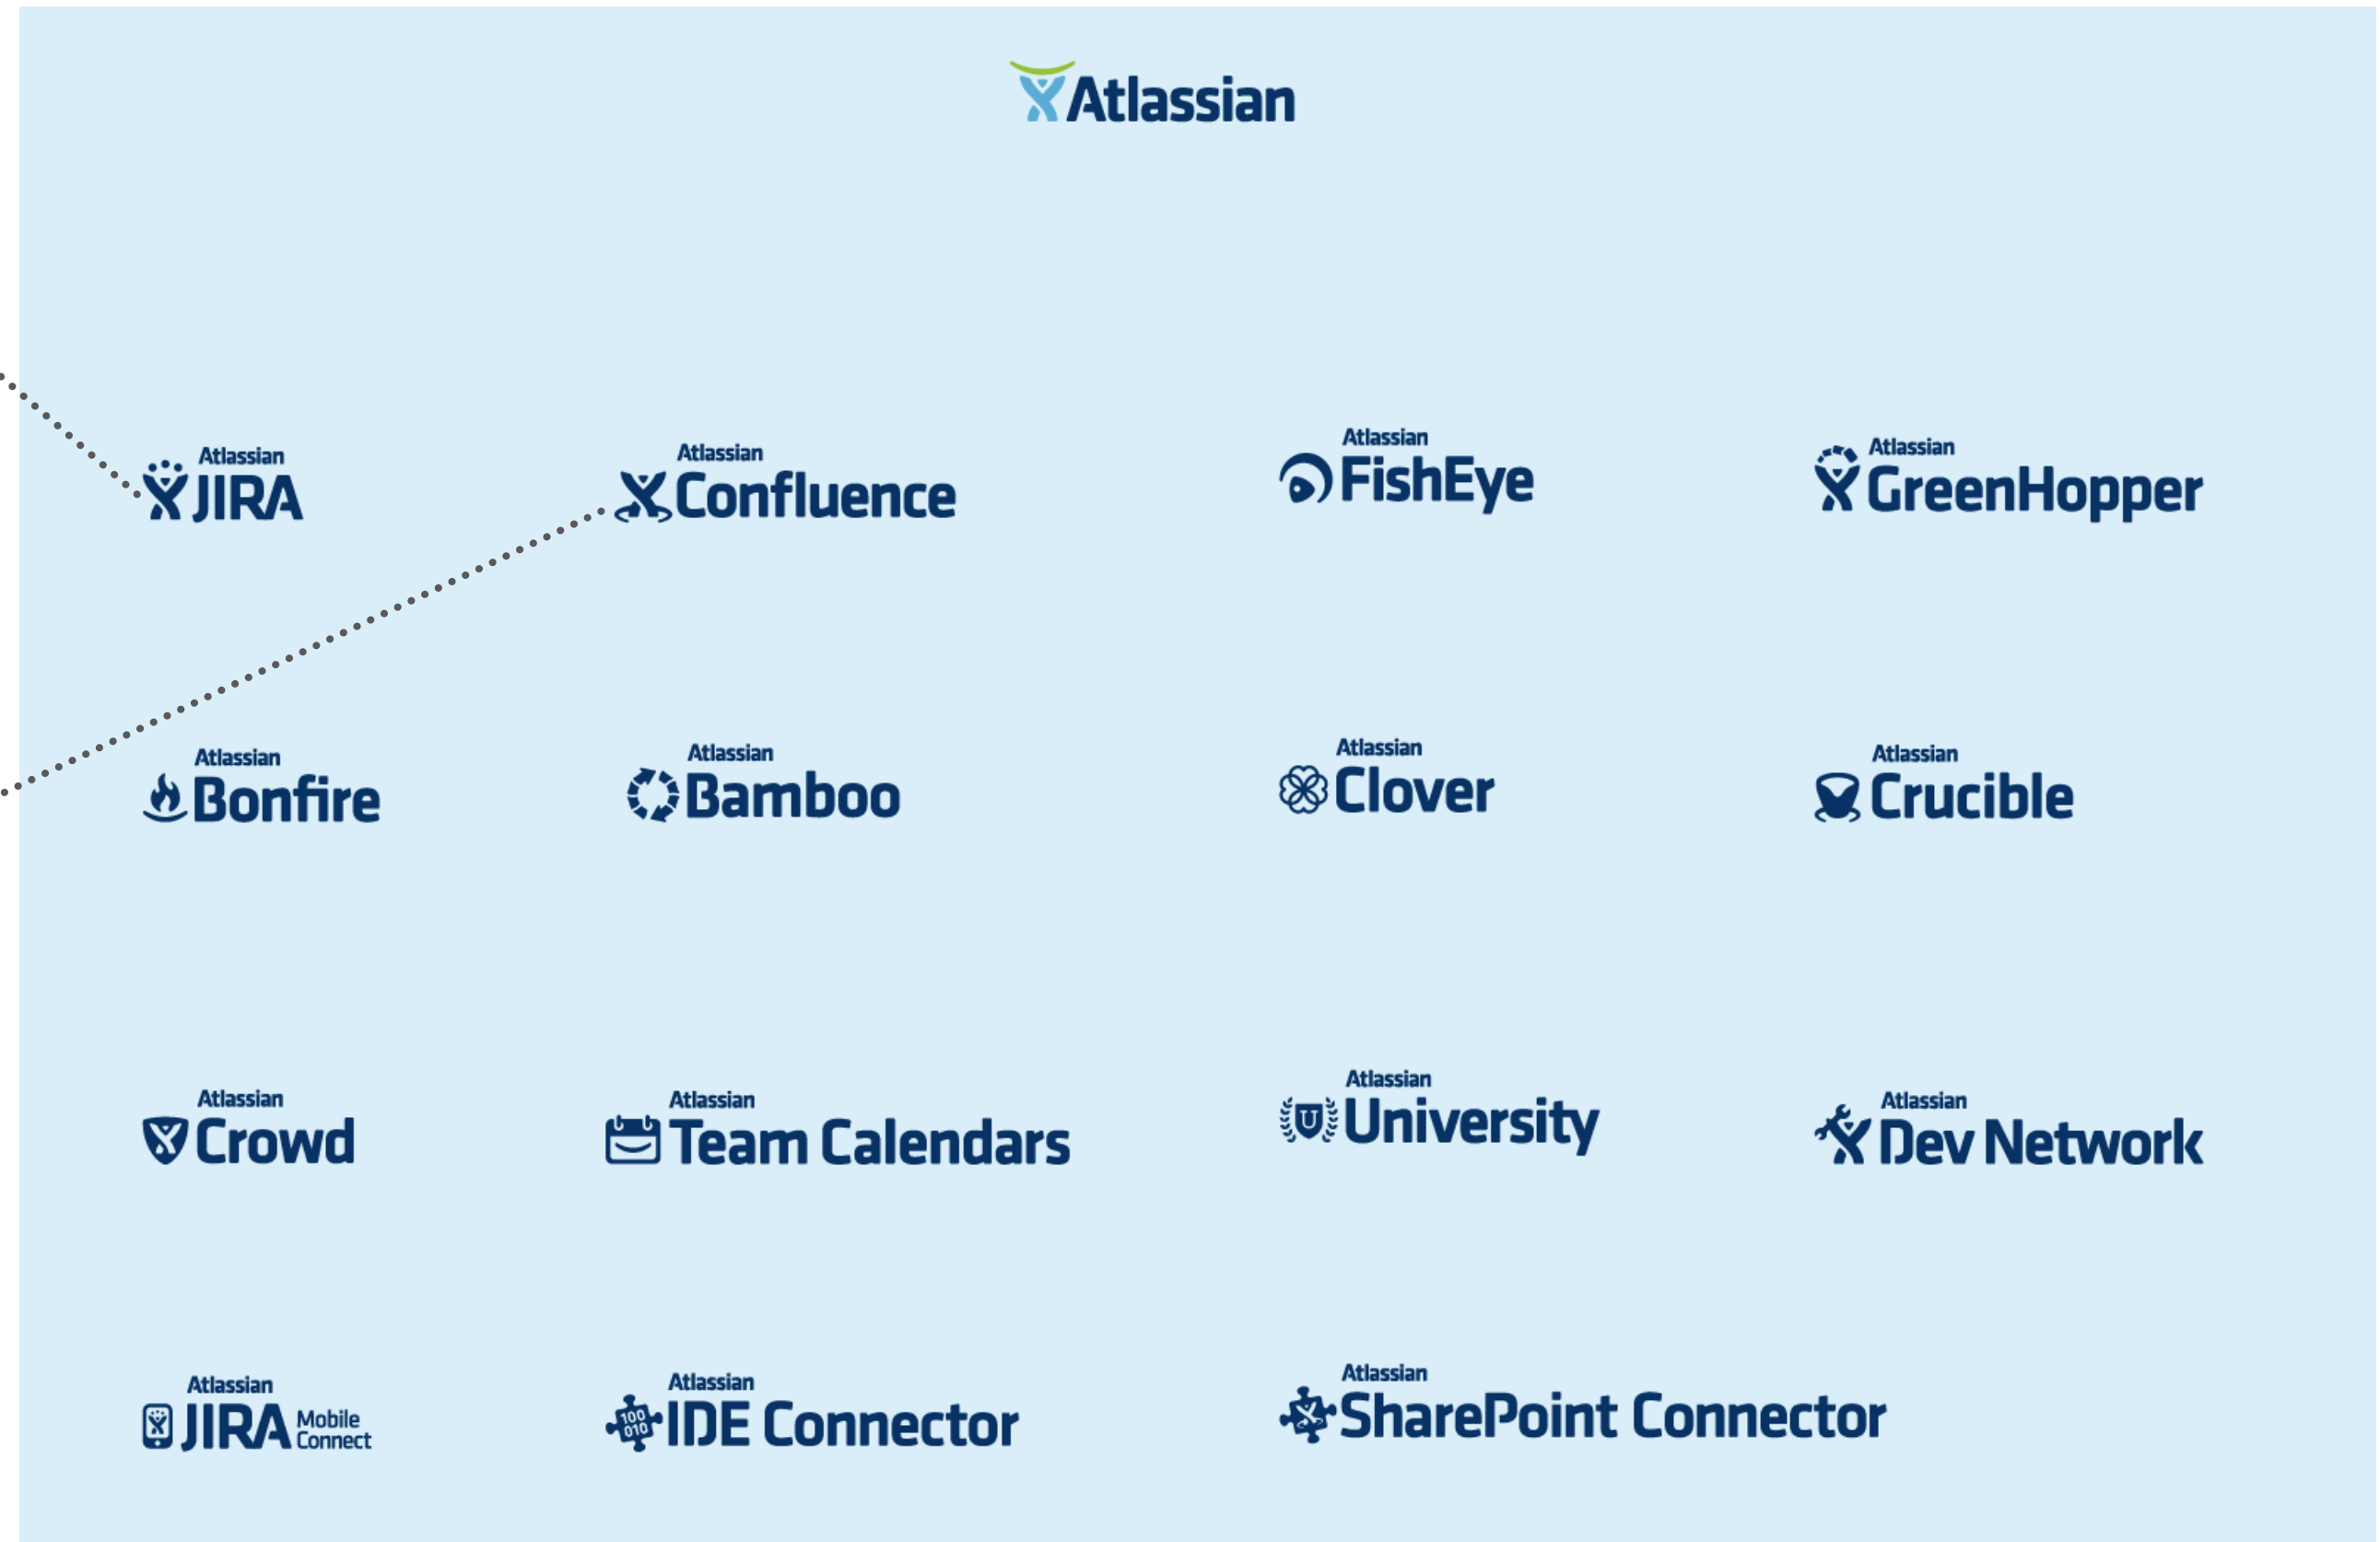 Atlassian
Atlassian
JIRA
Atlassian
Confluence
Atlassian
FishEye
Atlassian
GreenHopper
Atlassian
Bonfire
Atlassian
Bamboo
Atlassian
Clover
Atlassian
Crucible
Atlassian
Crowd
Atlassian
Team Calendars
U
Atlassian
University
Atlassian
Dev Network
Atlassian
JIRA Mobile
Connect
Atlassian
100
010
IDE Connector
Atlassian
SharePoint Connector